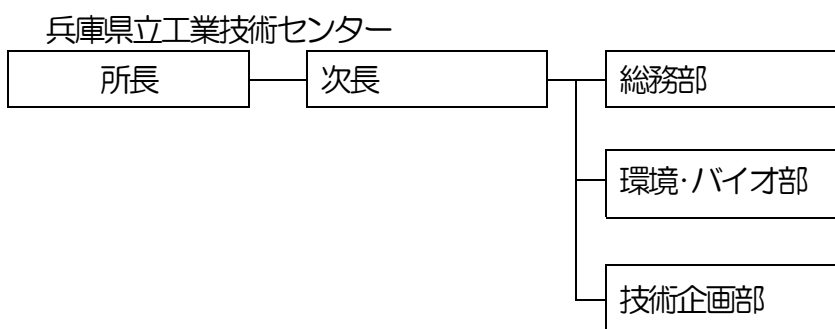 兵庫県立工業技術センター
所長
次長
総務部
環境・バイオ部
技術企画部